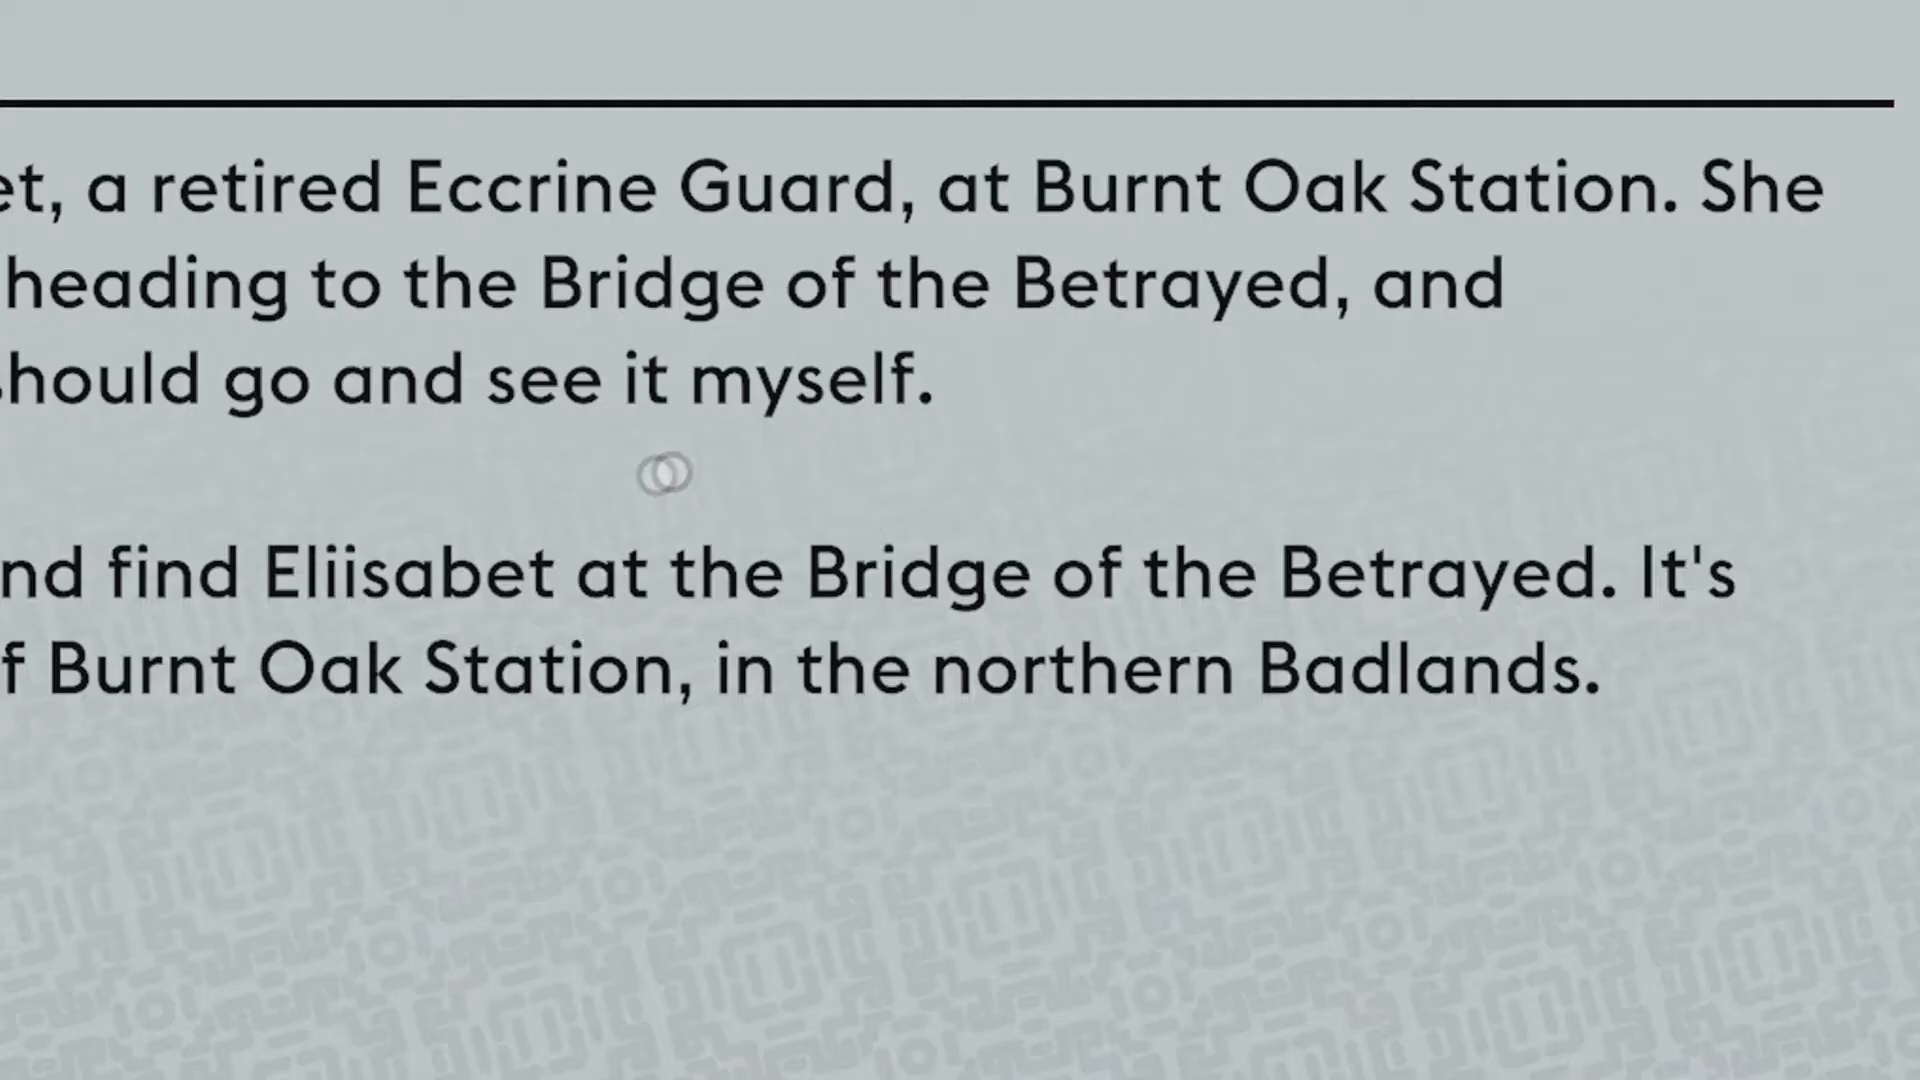 et, a retired Eccrine Guard, at Burnt Oak Station. She
heading to the Bridge of the Betrayed, and
should go and see it myself.
nd find Eliisabet at the Bridge of the Betrayed. It's
f Burnt Oak Station, in the northern Badlands.